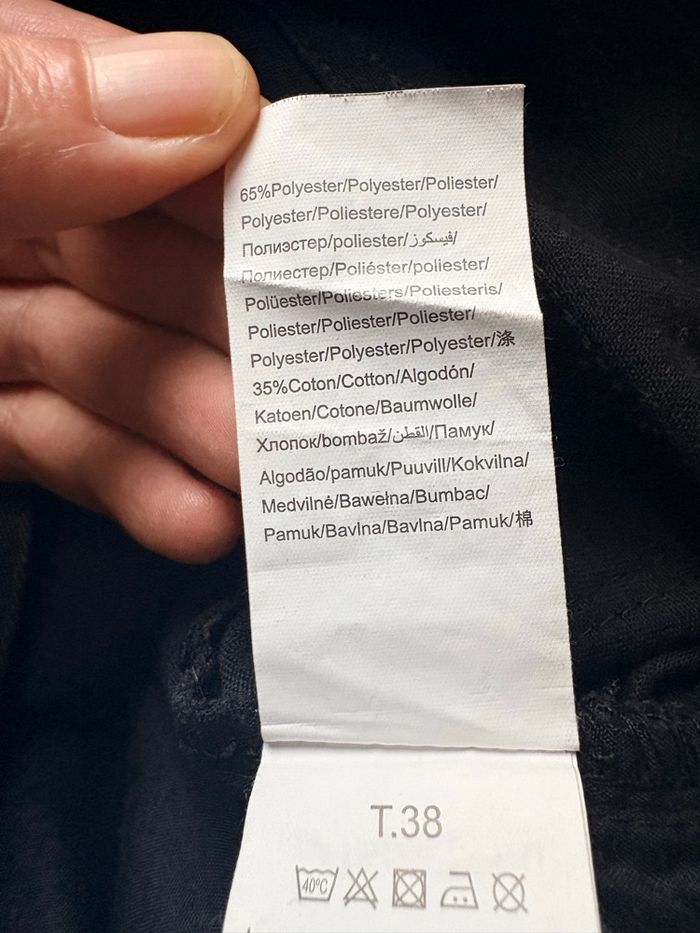 65%Polyester/Polyester/Poliester/
Polyester/Poliestere/Polyester/
Полиэстер/poliester/فيسكوز/
Полиестер/Poliéster/poliester/
Polüester/Poliesters/Poliesteris/
Poliester/Poliester/Poliester/
Polyester/Polyester/Polyester/涤
35%Coton/Cotton/Algodón/
Katoen/Cotone/Baumwolle/
Хлопок/bombaž/القطن/Памук/
Algodão/pamuk/Puuvill/Kokvilna/
Medvilnė/Bawełna/Bumbac/
Pamuk/Bavlna/Bavlna/Pamuk/棉
T.38
40ºC